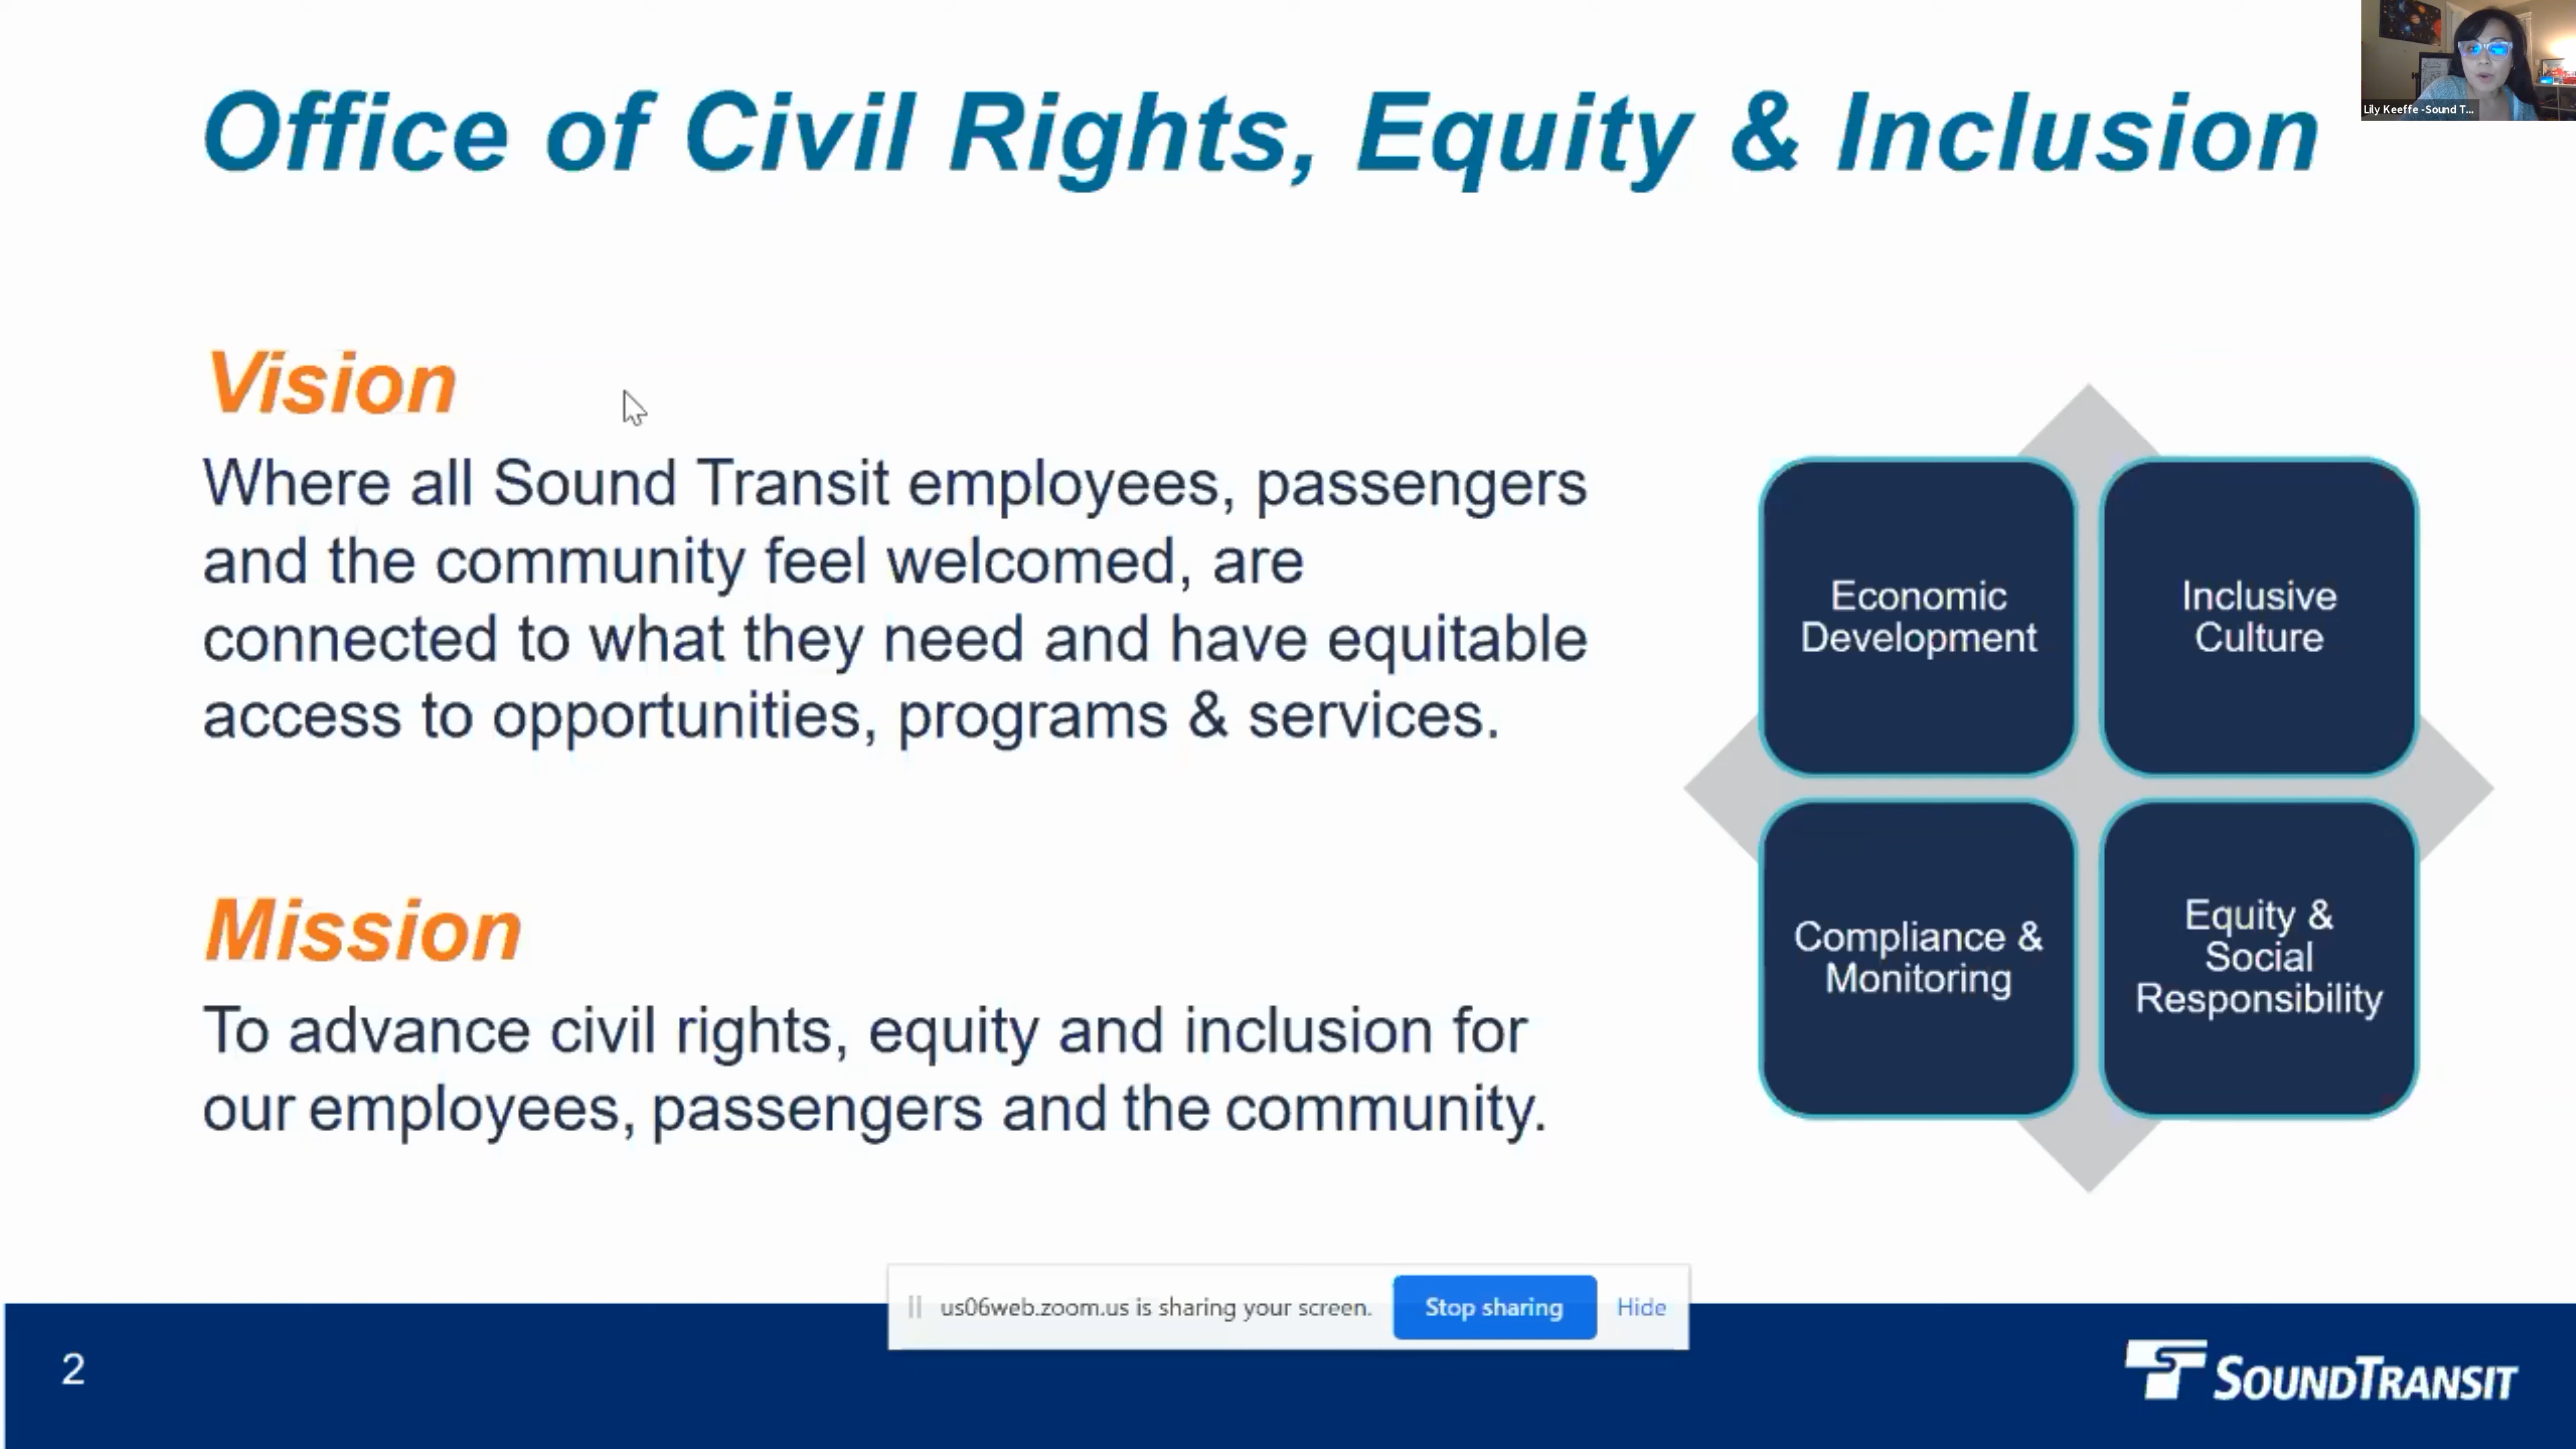 Office of Civil Rights, Equity & Inclusion
Lily Keeffe -Sound T...
Vision
Where all Sound Transit employees, passengers
and the community feel welcomed, are
connected to what they need and have equitable
access to opportunities, programs & services.
Mission
To advance civil rights, equity and inclusion for
our employees, passengers and the community.
Economic
Development
Inclusive
Culture
Compliance &
Monitoring
Equity &
Social
Responsibility
us06web.zoom.us is sharing your screen.
Stop sharing
Hide
2
SOUNDTRANSIT